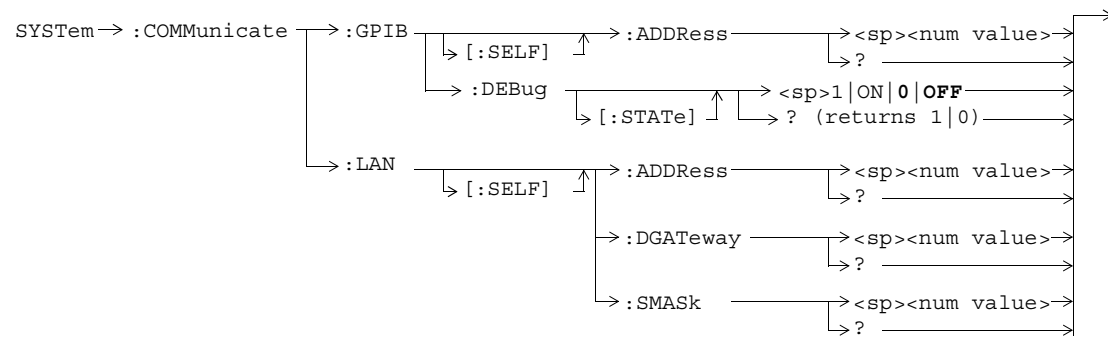 SYSTem :COMMunicate :GPIB [:SELF] :ADDRess <sp><num value>
?
:DEBug [:STATe] <sp>1|ON|0|OFF
? (returns 1|0)
:LAN [:SELF] :ADDRess <sp><num value>
?
:DGATeway <sp><num value>
?
:SMASk <sp><num value>
?